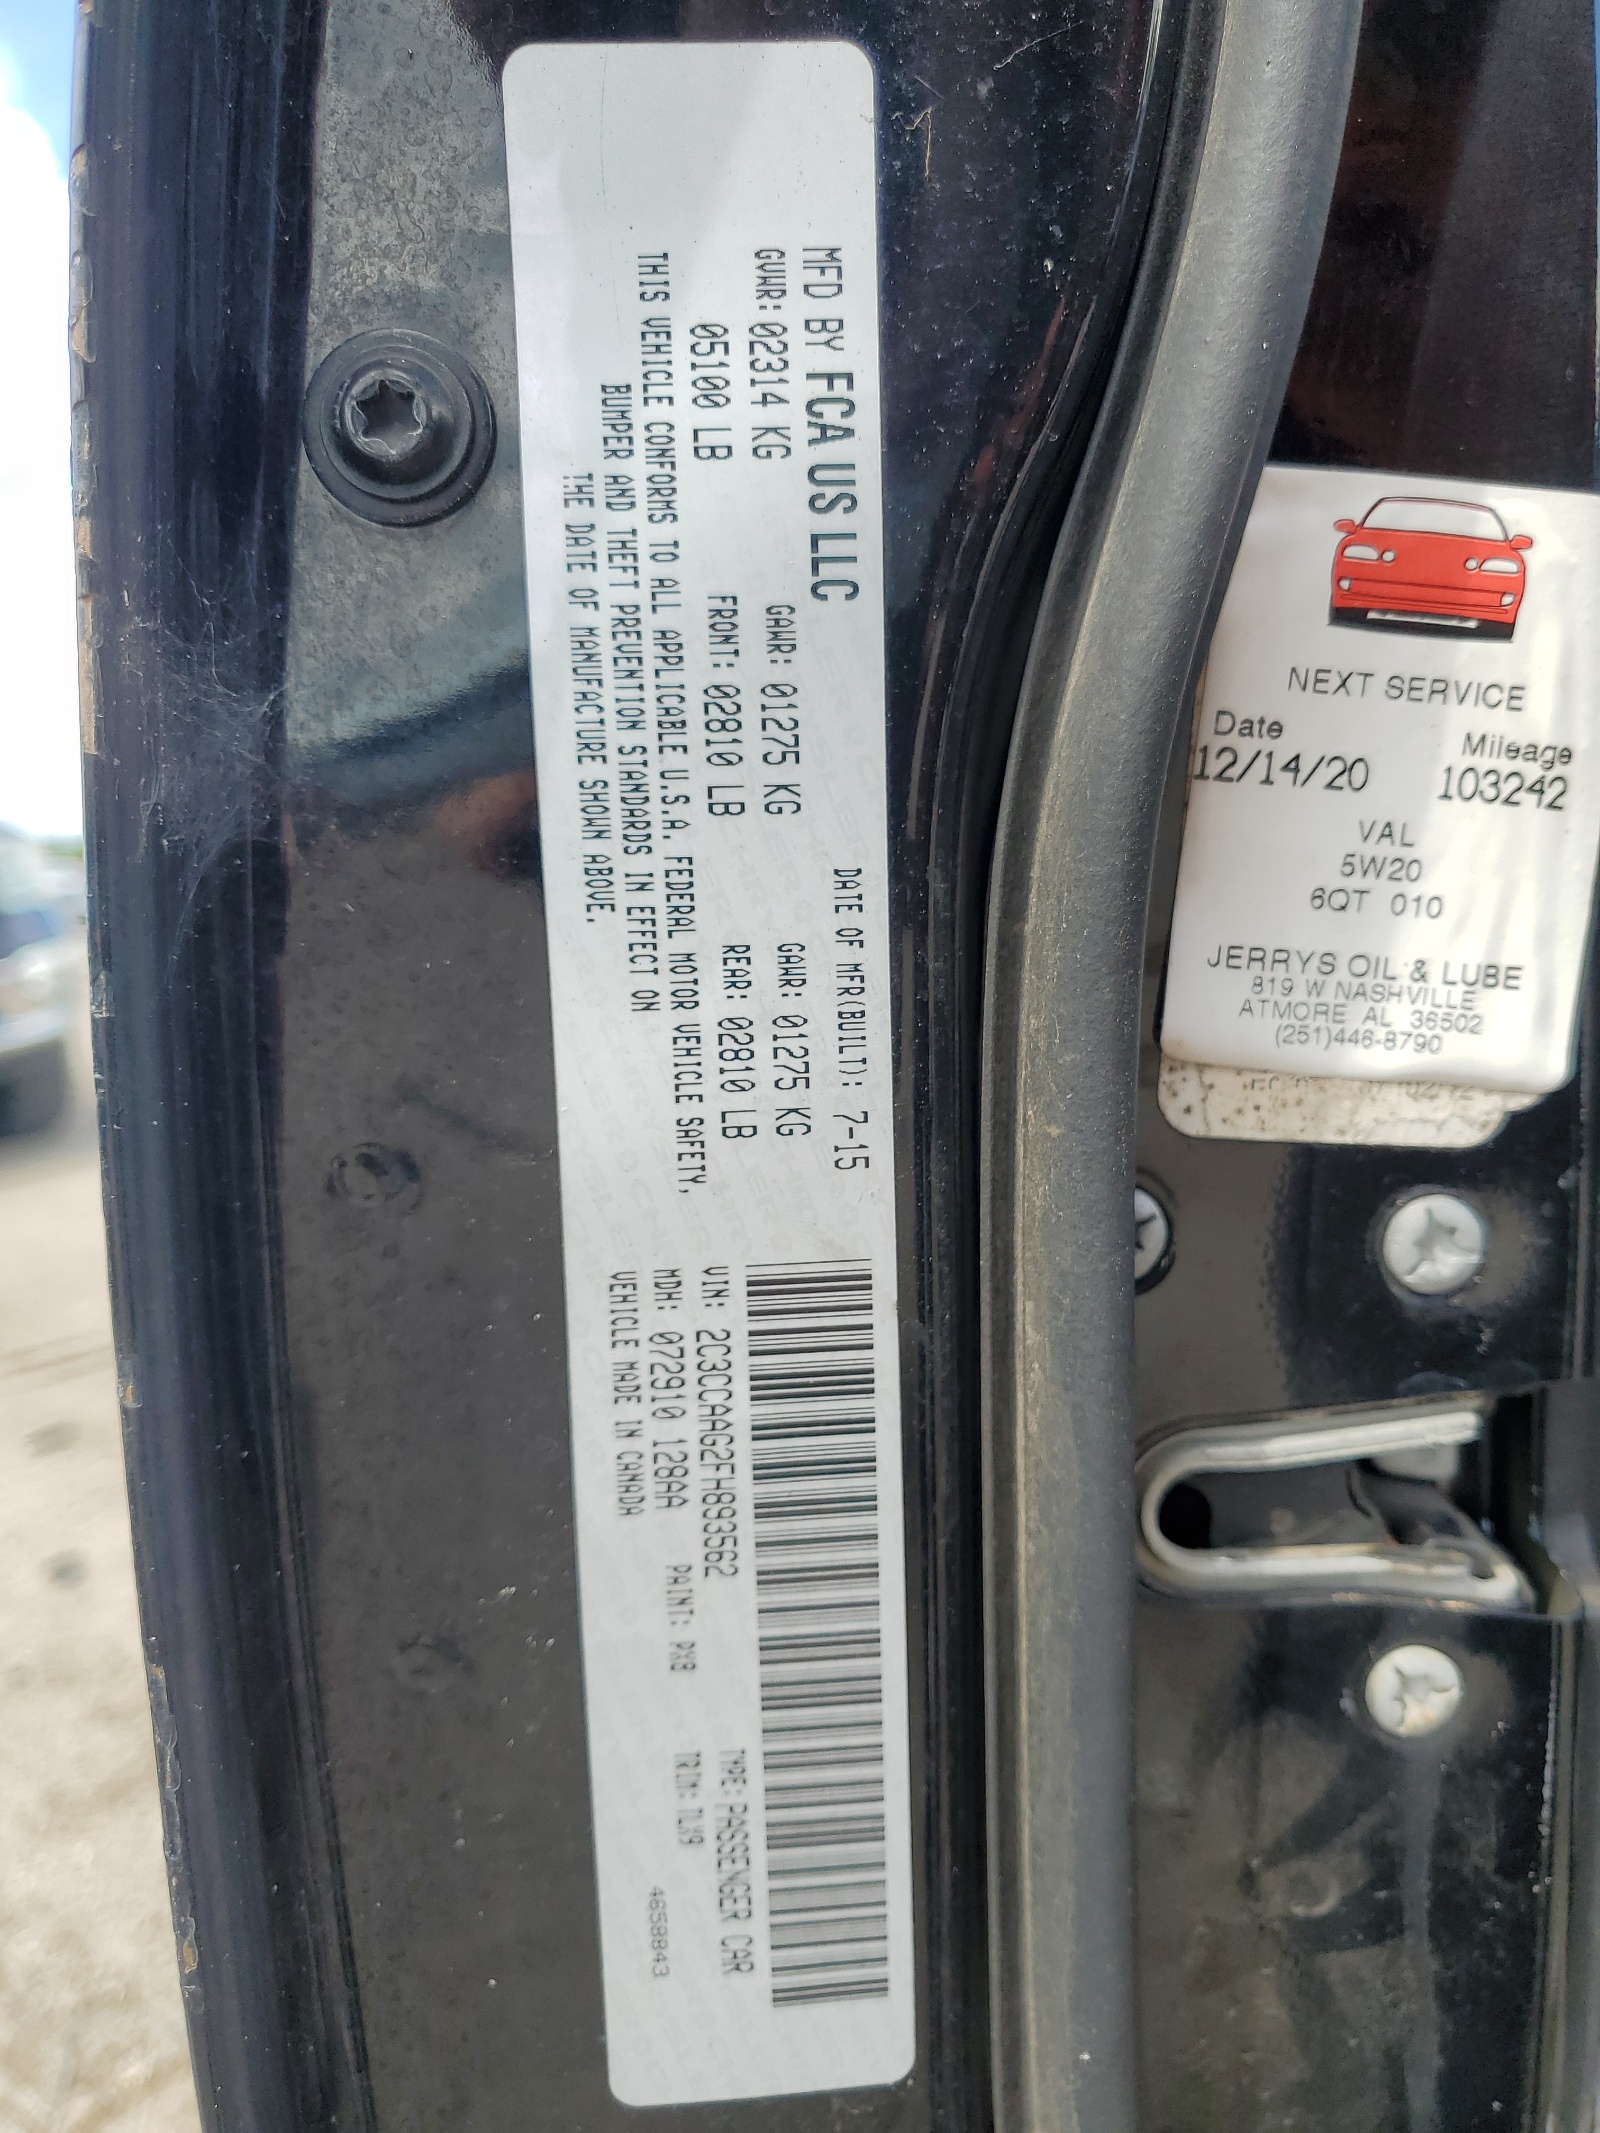 MFD BY FCA US LLC
DATE OF MFR(BUILT): 7-15
GVWR: 02314 KG
GAWR: 01275 KG
GAWR: 01275 KG
05100 LB
FRONT: 02810 LB
REAR: 02810 LB
THIS VEHICLE CONFORMS TO ALL APPLICABLE U.S.A. FEDERAL MOTOR VEHICLE SAFETY,
BUMPER AND THEFT PREVENTION STANDARDS IN EFFECT ON
THE DATE OF MANUFACTURE SHOWN ABOVE.
VIN: 2C3CCAAG2FH893562
TYPE: PASSENGER CAR
MDH: 072910 128AA
PAINT: PX8
TRIM: TLX9
VEHICLE MADE IN CANADA
4658843
NEXT SERVICE
Date
Mileage
12/14/20
103242
VAL
5W20
6QT 010
JERRYS OIL & LUBE
819 W NASHVILLE
ATMORE AL 36502
(251)446-8790